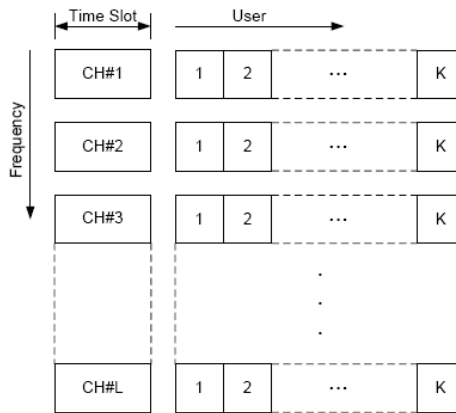 Time Slot User
Frequency
CH#1 1 2 ... K
CH#2 1 2 ... K
CH#3 1 2 ... K
CH#L 1 2 ... K